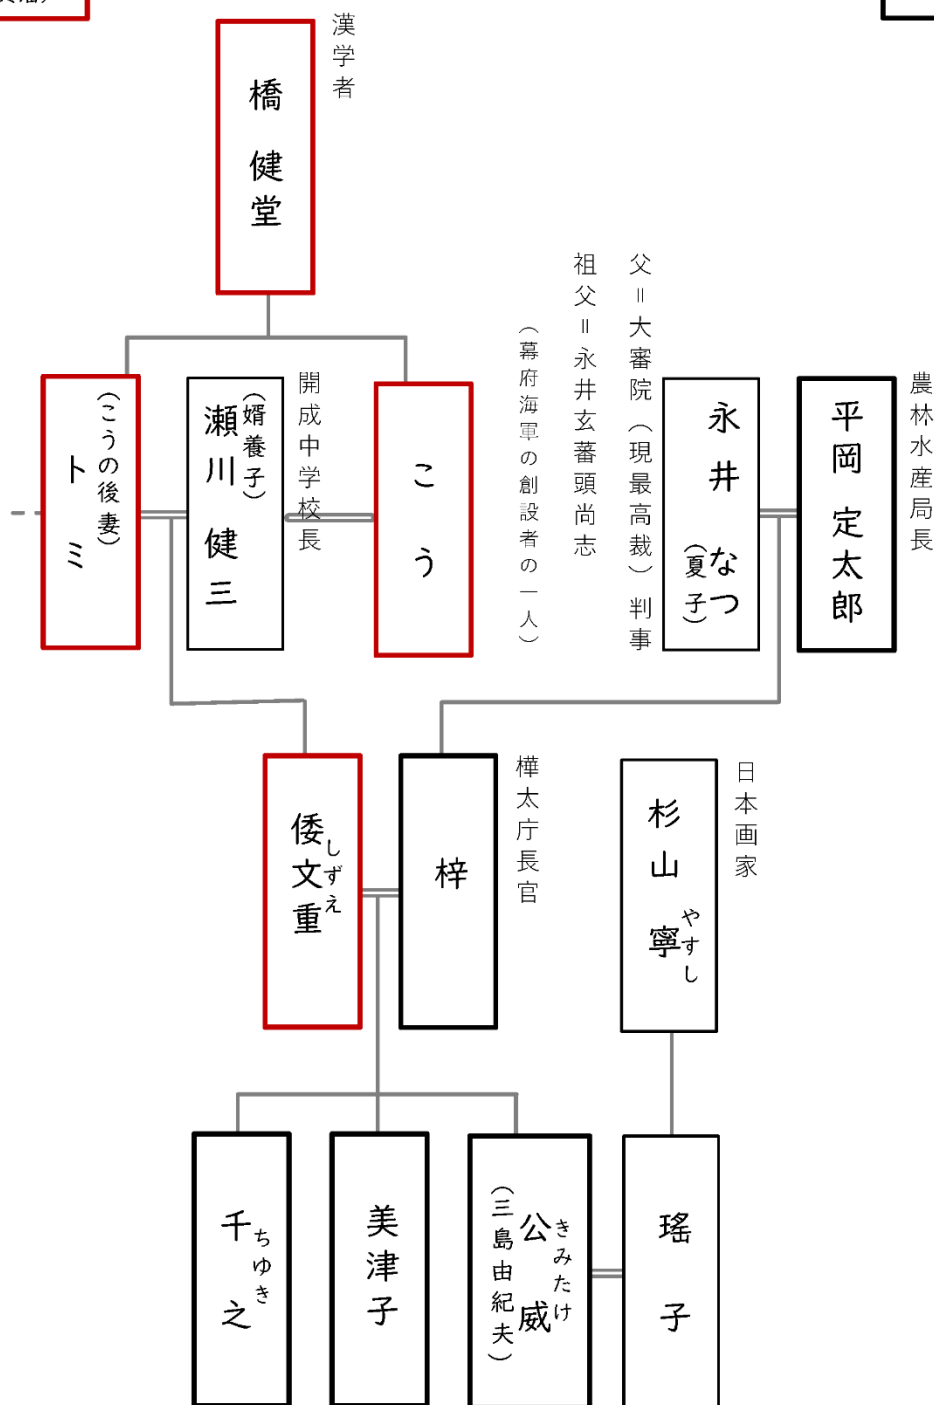 漢学者
橋 健堂
農林水産局長
平岡 定太郎
永井 なつ
(夏子)
父＝大審院(現最高裁)判事
祖父＝永井玄蕃頭尚志
(幕府海軍の創設者の一人)
こう
開成中学校長
(婿養子)
瀬川 健三
(こうの後妻)
トミ
日本画家
杉山 寧
やすし
樺太庁長官
梓
しずえ
倭文重
瑤子
きみたけ
公威
(三島由紀夫)
美津子
ちゆき
千之